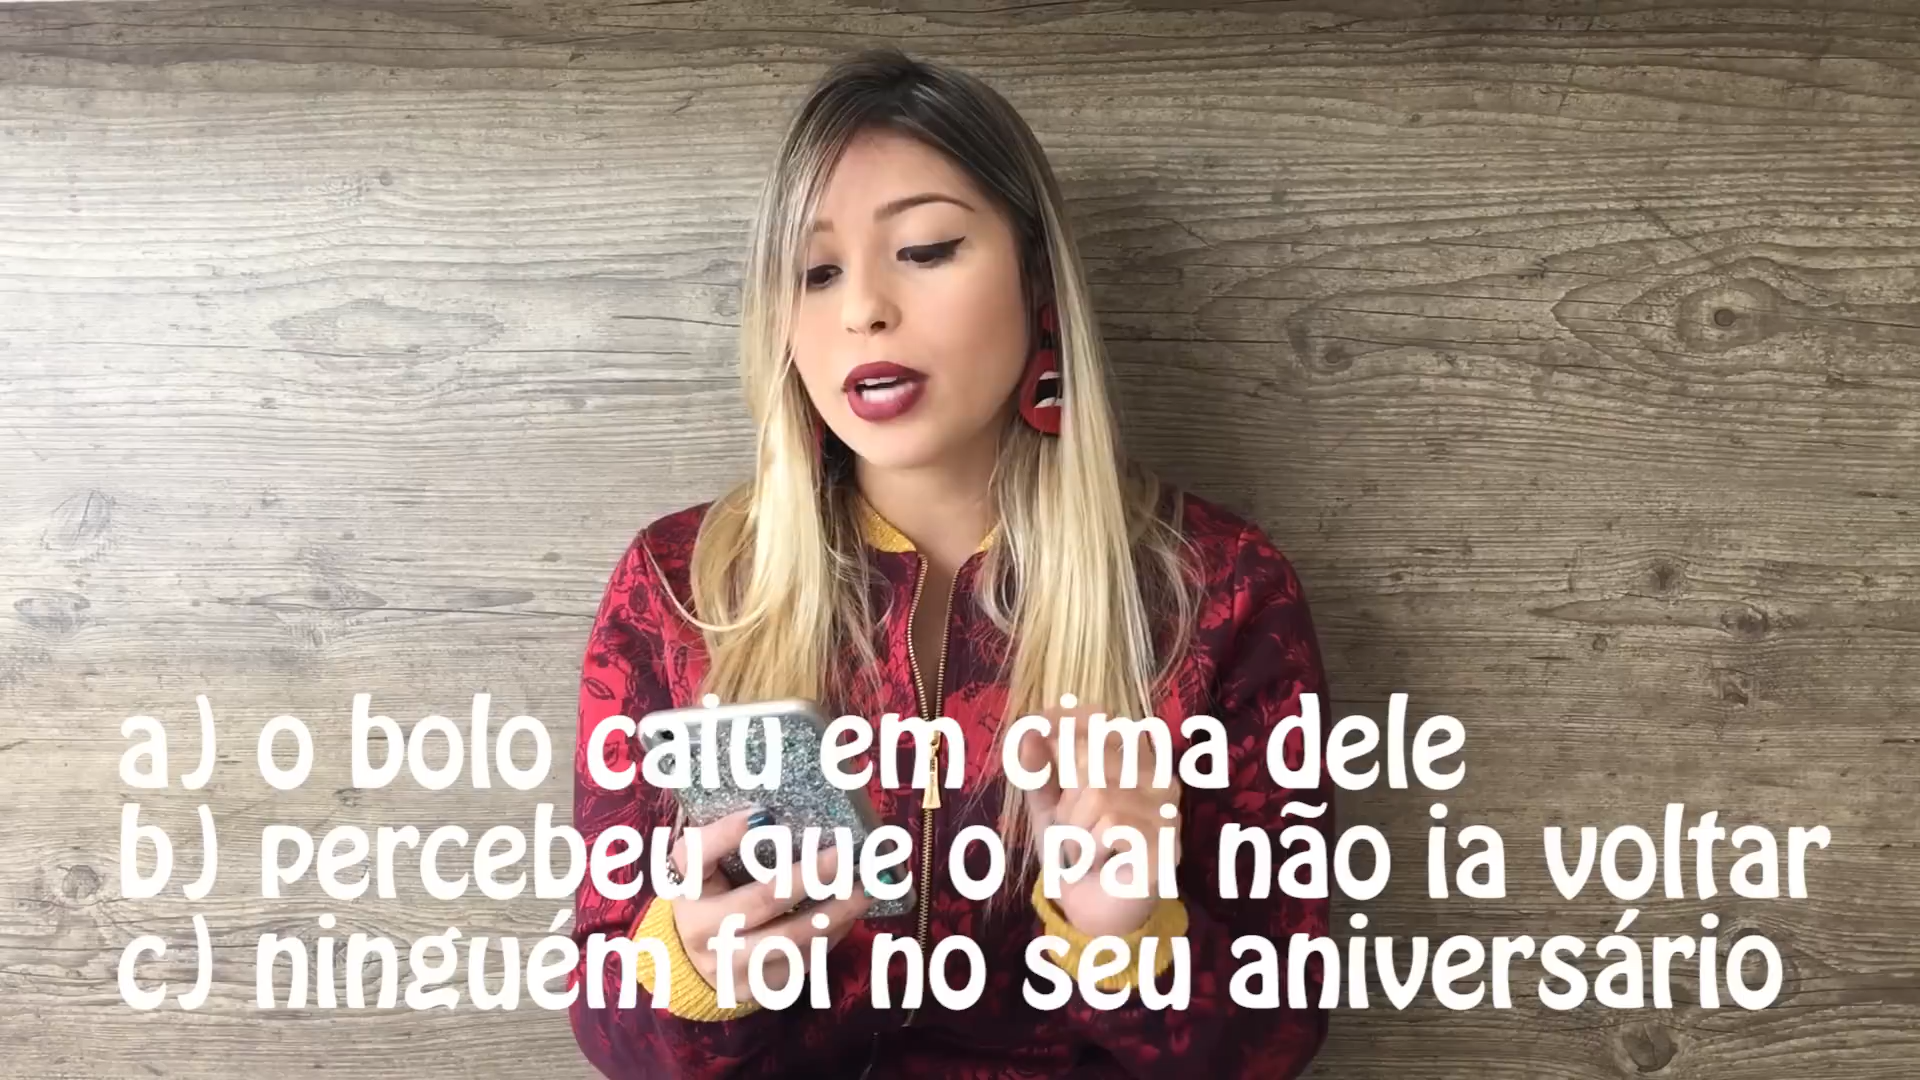 a) o bolo caiu em cima dele
b) percebeu que o pai não ia voltar
c) ninguém foi no seu aniversário